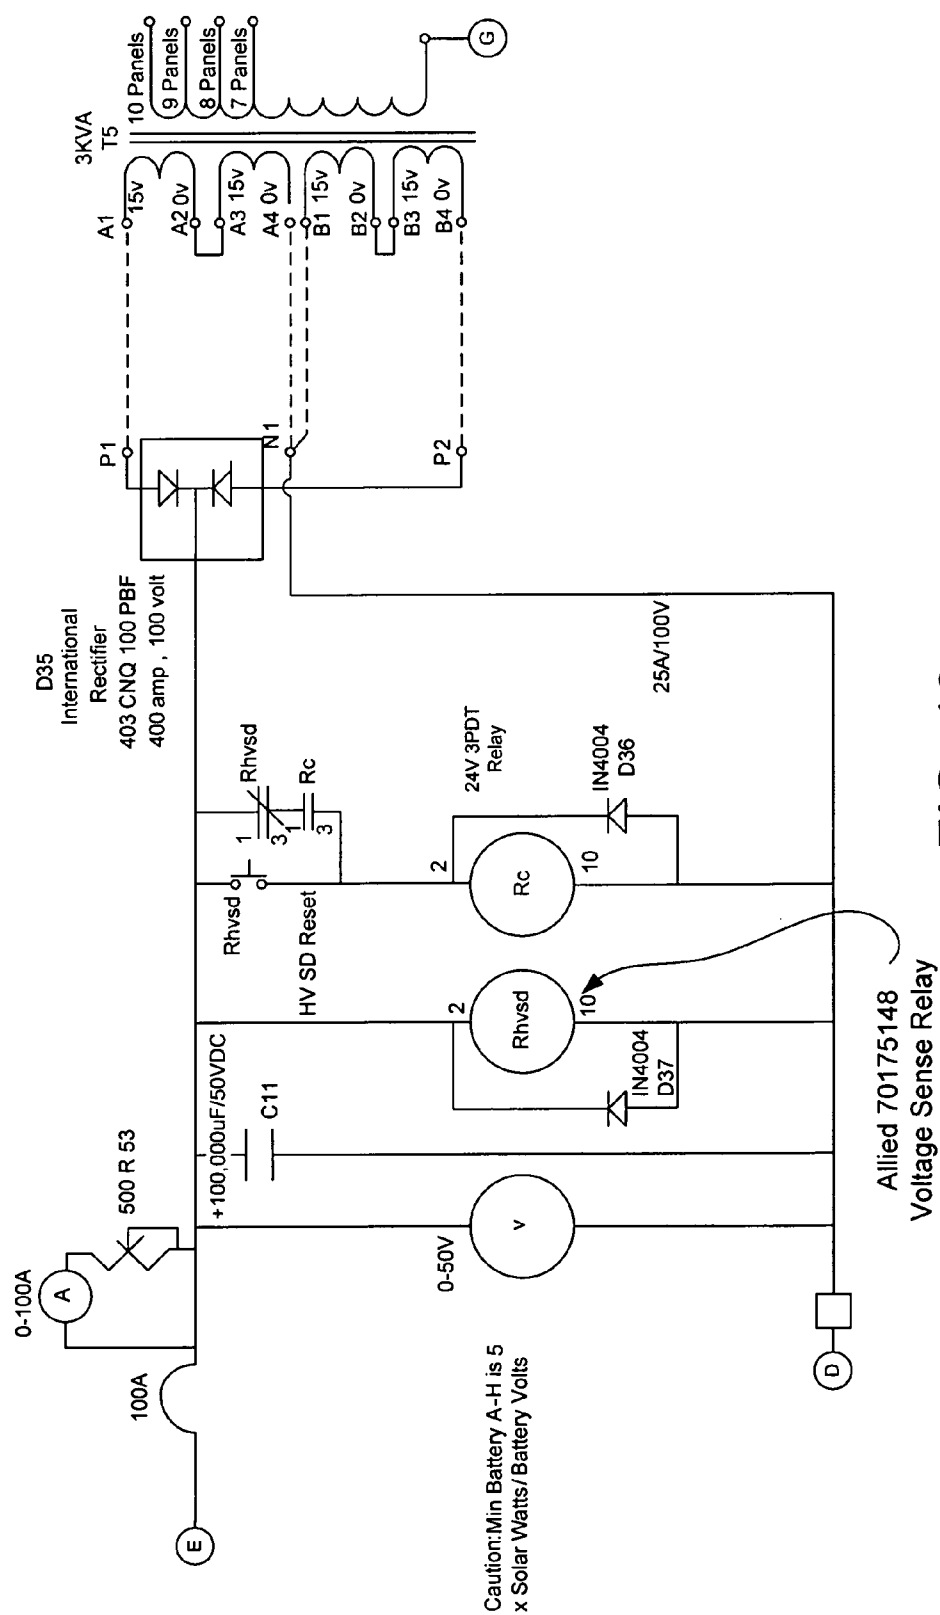 0-100A
A
500 R 53
100A
E
+100,000uF/50VDC
C11
0-50V
v
Caution:Min Battery A-H is 5
x Solar Watts/Battery Volts
D
HV SD Reset
Rhvsd
1
3
Rhvsd
1
3
Rc
2
Rhvsd
10
IN4004
D37
2
Rc
10
24V 3PDT
Relay
IN4004
D36
25A/100V
Allied 70175148
Voltage Sense Relay
D35
International
Rectifier
403 CNQ 100 PBF
400 amp , 100 volt
P1
N1
P2
3KVA
T5
A1
15v
A2 0v
A3 15v
A4 0v
B1 15v
B2 0v
B3 15v
B4 0v
10 Panels
9 Panels
8 Panels
7 Panels
G